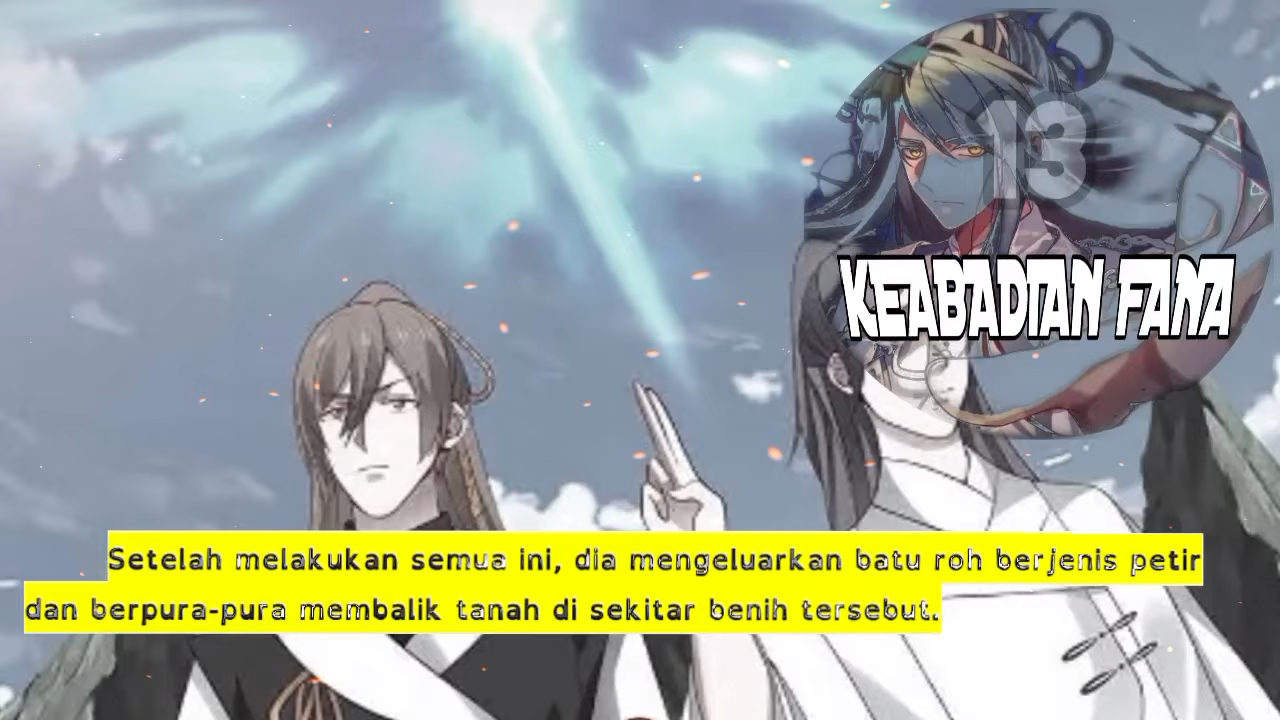 13
KEABADIAN FANA
Setelah melakukan semua ini, dia mengeluarkan batu roh berjenis petir
dan berpura-pura membalik tanah di sekitar benih tersebut.